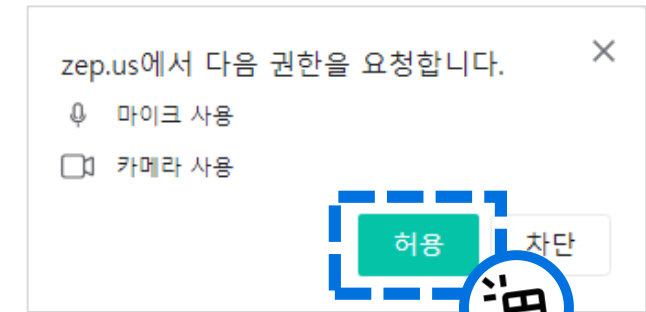 zep.us에서 다음 권한을 요청합니다.
마이크 사용
카메라 사용
허용
차단